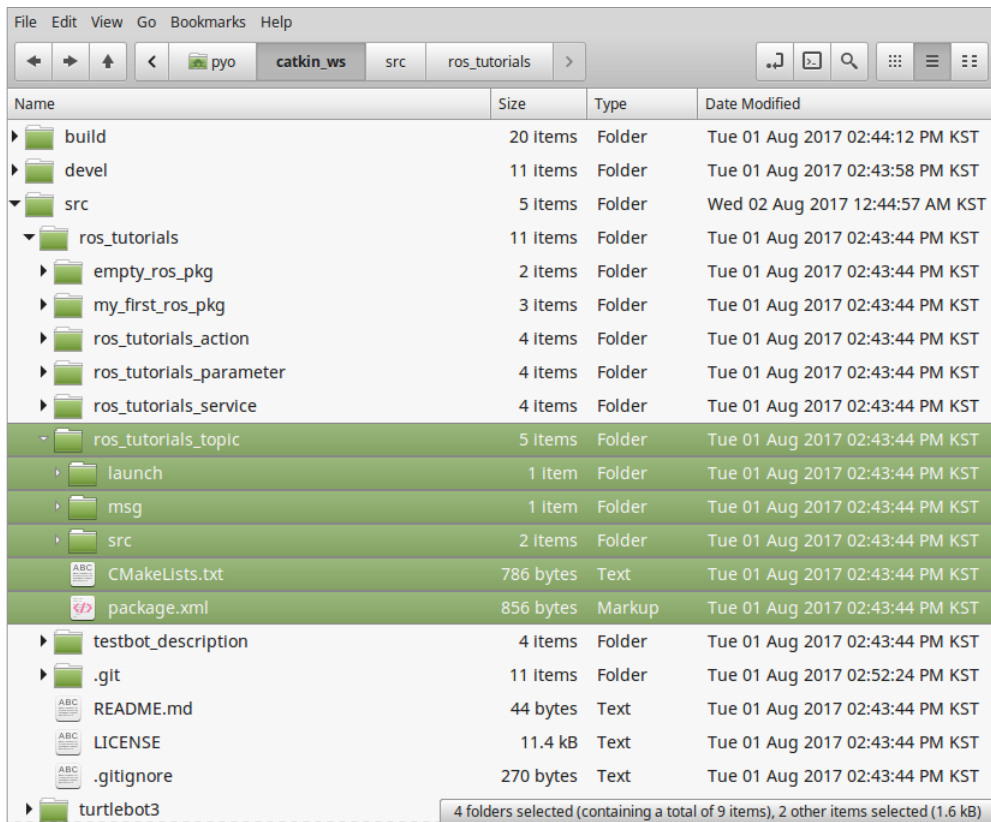 File Edit View Go Bookmarks Help
pyo catkin_ws src ros_tutorials
Name Size Type Date Modified
build 20 items Folder Tue 01 Aug 2017 02:44:12 PM KST
devel 11 items Folder Tue 01 Aug 2017 02:43:58 PM KST
src 5 items Folder Wed 02 Aug 2017 12:44:57 AM KST
ros_tutorials 11 items Folder Tue 01 Aug 2017 02:43:44 PM KST
empty_ros_pkg 2 items Folder Tue 01 Aug 2017 02:43:44 PM KST
my_first_ros_pkg 3 items Folder Tue 01 Aug 2017 02:43:44 PM KST
ros_tutorials_action 4 items Folder Tue 01 Aug 2017 02:43:44 PM KST
ros_tutorials_parameter 4 items Folder Tue 01 Aug 2017 02:43:44 PM KST
ros_tutorials_service 4 items Folder Tue 01 Aug 2017 02:43:44 PM KST
ros_tutorials_topic 5 items Folder Tue 01 Aug 2017 02:43:44 PM KST
launch 1 item Folder Tue 01 Aug 2017 02:43:44 PM KST
msg 1 item Folder Tue 01 Aug 2017 02:43:44 PM KST
src 2 items Folder Tue 01 Aug 2017 02:43:44 PM KST
ABC CMakeLists.txt 786 bytes Text Tue 01 Aug 2017 02:43:44 PM KST
</> package.xml 856 bytes Markup Tue 01 Aug 2017 02:43:44 PM KST
testbot_description 4 items Folder Tue 01 Aug 2017 02:43:44 PM KST
.git 11 items Folder Tue 01 Aug 2017 02:52:24 PM KST
ABC README.md 44 bytes Text Tue 01 Aug 2017 02:43:44 PM KST
ABC LICENSE 11.4 kB Text Tue 01 Aug 2017 02:43:44 PM KST
ABC .gitignore 270 bytes Text Tue 01 Aug 2017 02:43:44 PM KST
turtlebot3 4 folders selected (containing a total of 9 items), 2 other items selected (1.6 kB)